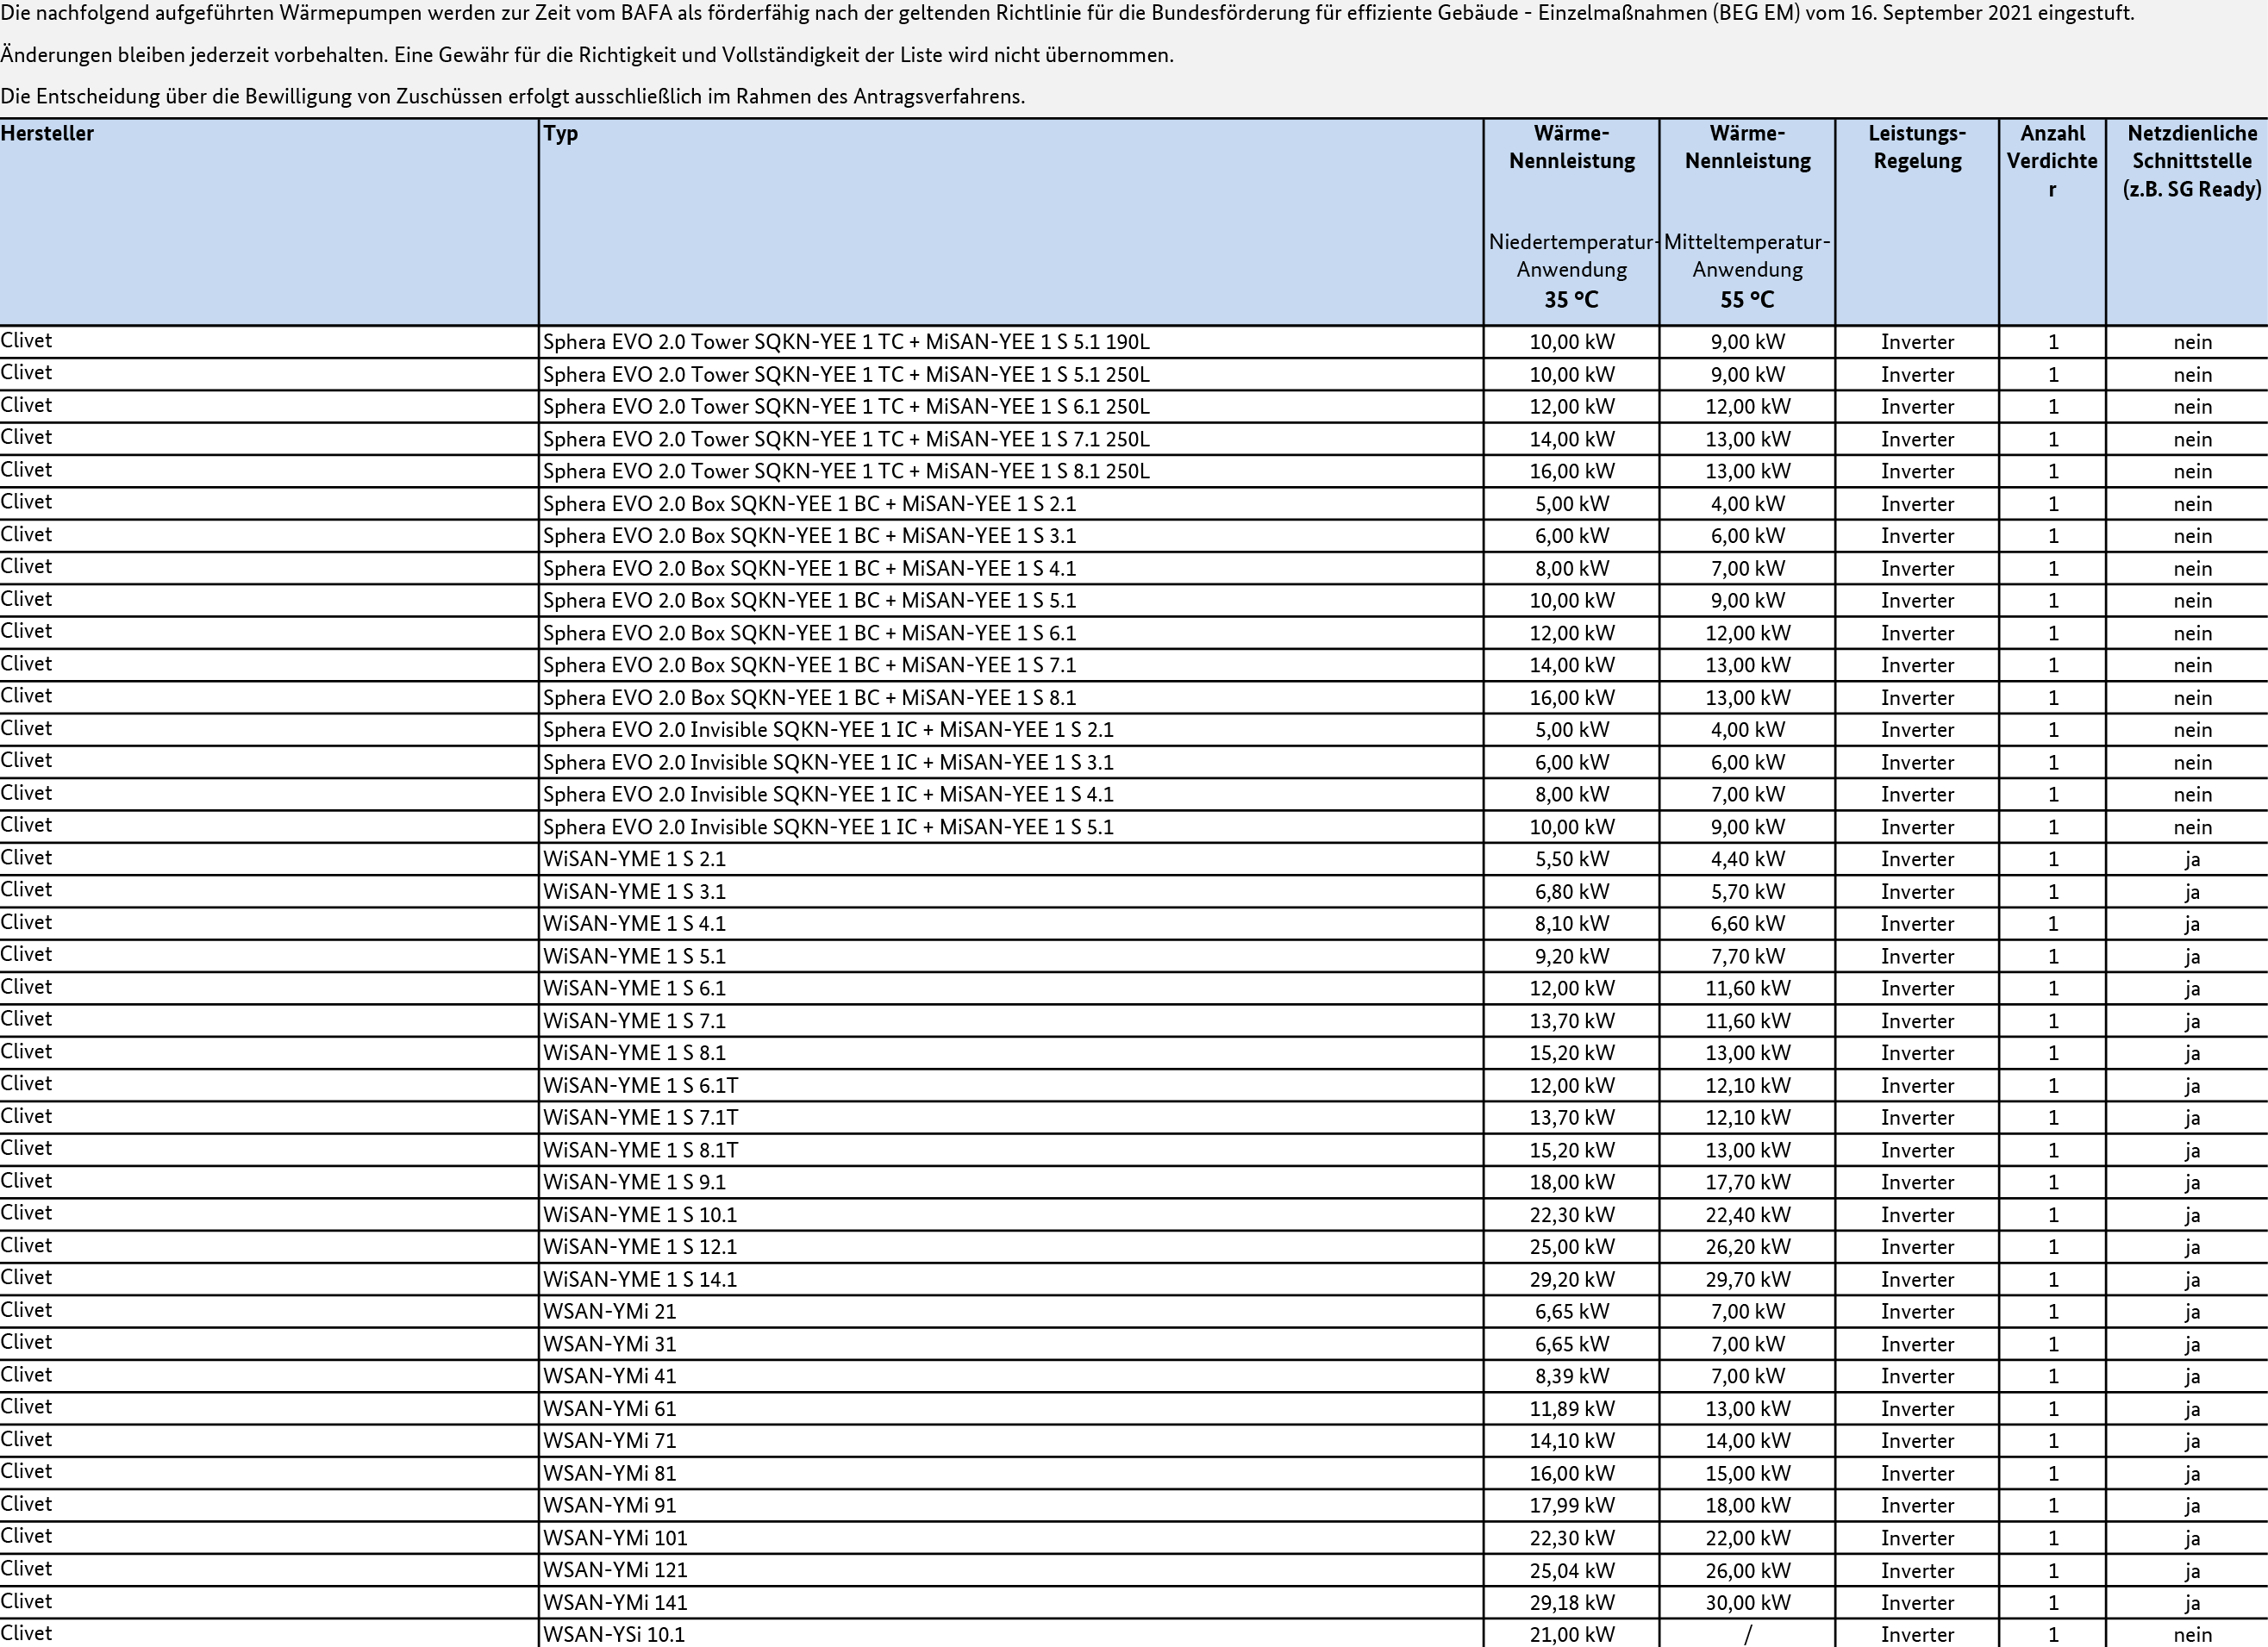 Die nachfolgend aufgeführten Wärmepumpen werden zur Zeit vom BAFA als förderfähig nach der geltenden Richtlinie für die Bundesförderung für effiziente Gebäude - Einzelmaßnahmen (BEG EM) vom 16. September 2021 eingestuft.
Änderungen bleiben jederzeit vorbehalten. Eine Gewähr für die Richtigkeit und Vollständigkeit der Liste wird nicht übernommen.
Die Entscheidung über die Bewilligung von Zuschüssen erfolgt ausschließlich im Rahmen des Antragsverfahrens.
Hersteller Typ Wärme- Wärme- Leistungs- Anzahl Netzdienliche
Nennleistung Nennleistung Regelung Verdichte Schnittstelle
r (z.B. SG Ready)
Niedertemperatur- Mitteltemperatur-
Anwendung Anwendung
35 °C 55 °C
Clivet Sphera EVO 2.0 Tower SQKN-YEE 1 TC + MiSAN-YEE 1 S 5.1 190L 10,00 kW 9,00 kW Inverter 1 nein
Clivet Sphera EVO 2.0 Tower SQKN-YEE 1 TC + MiSAN-YEE 1 S 5.1 250L 10,00 kW 9,00 kW Inverter 1 nein
Clivet Sphera EVO 2.0 Tower SQKN-YEE 1 TC + MiSAN-YEE 1 S 6.1 250L 12,00 kW 12,00 kW Inverter 1 nein
Clivet Sphera EVO 2.0 Tower SQKN-YEE 1 TC + MiSAN-YEE 1 S 7.1 250L 14,00 kW 13,00 kW Inverter 1 nein
Clivet Sphera EVO 2.0 Tower SQKN-YEE 1 TC + MiSAN-YEE 1 S 8.1 250L 16,00 kW 13,00 kW Inverter 1 nein
Clivet Sphera EVO 2.0 Box SQKN-YEE 1 BC + MiSAN-YEE 1 S 2.1 5,00 kW 4,00 kW Inverter 1 nein
Clivet Sphera EVO 2.0 Box SQKN-YEE 1 BC + MiSAN-YEE 1 S 3.1 6,00 kW 6,00 kW Inverter 1 nein
Clivet Sphera EVO 2.0 Box SQKN-YEE 1 BC + MiSAN-YEE 1 S 4.1 8,00 kW 7,00 kW Inverter 1 nein
Clivet Sphera EVO 2.0 Box SQKN-YEE 1 BC + MiSAN-YEE 1 S 5.1 10,00 kW 9,00 kW Inverter 1 nein
Clivet Sphera EVO 2.0 Box SQKN-YEE 1 BC + MiSAN-YEE 1 S 6.1 12,00 kW 12,00 kW Inverter 1 nein
Clivet Sphera EVO 2.0 Box SQKN-YEE 1 BC + MiSAN-YEE 1 S 7.1 14,00 kW 13,00 kW Inverter 1 nein
Clivet Sphera EVO 2.0 Box SQKN-YEE 1 BC + MiSAN-YEE 1 S 8.1 16,00 kW 13,00 kW Inverter 1 nein
Clivet Sphera EVO 2.0 Invisible SQKN-YEE 1 IC + MiSAN-YEE 1 S 2.1 5,00 kW 4,00 kW Inverter 1 nein
Clivet Sphera EVO 2.0 Invisible SQKN-YEE 1 IC + MiSAN-YEE 1 S 3.1 6,00 kW 6,00 kW Inverter 1 nein
Clivet Sphera EVO 2.0 Invisible SQKN-YEE 1 IC + MiSAN-YEE 1 S 4.1 8,00 kW 7,00 kW Inverter 1 nein
Clivet Sphera EVO 2.0 Invisible SQKN-YEE 1 IC + MiSAN-YEE 1 S 5.1 10,00 kW 9,00 kW Inverter 1 nein
Clivet WiSAN-YME 1 S 2.1 5,50 kW 4,40 kW Inverter 1 ja
Clivet WiSAN-YME 1 S 3.1 6,80 kW 5,70 kW Inverter 1 ja
Clivet WiSAN-YME 1 S 4.1 8,10 kW 6,60 kW Inverter 1 ja
Clivet WiSAN-YME 1 S 5.1 9,20 kW 7,70 kW Inverter 1 ja
Clivet WiSAN-YME 1 S 6.1 12,00 kW 11,60 kW Inverter 1 ja
Clivet WiSAN-YME 1 S 7.1 13,70 kW 11,60 kW Inverter 1 ja
Clivet WiSAN-YME 1 S 8.1 15,20 kW 13,00 kW Inverter 1 ja
Clivet WiSAN-YME 1 S 6.1T 12,00 kW 12,10 kW Inverter 1 ja
Clivet WiSAN-YME 1 S 7.1T 13,70 kW 12,10 kW Inverter 1 ja
Clivet WiSAN-YME 1 S 8.1T 15,20 kW 13,00 kW Inverter 1 ja
Clivet WiSAN-YME 1 S 9.1 18,00 kW 17,70 kW Inverter 1 ja
Clivet WiSAN-YME 1 S 10.1 22,30 kW 22,40 kW Inverter 1 ja
Clivet WiSAN-YME 1 S 12.1 25,00 kW 26,20 kW Inverter 1 ja
Clivet WiSAN-YME 1 S 14.1 29,20 kW 29,70 kW Inverter 1 ja
Clivet WSAN-YMi 21 6,65 kW 7,00 kW Inverter 1 ja
Clivet WSAN-YMi 31 6,65 kW 7,00 kW Inverter 1 ja
Clivet WSAN-YMi 41 8,39 kW 7,00 kW Inverter 1 ja
Clivet WSAN-YMi 61 11,89 kW 13,00 kW Inverter 1 ja
Clivet WSAN-YMi 71 14,10 kW 14,00 kW Inverter 1 ja
Clivet WSAN-YMi 81 16,00 kW 15,00 kW Inverter 1 ja
Clivet WSAN-YMi 91 17,99 kW 18,00 kW Inverter 1 ja
Clivet WSAN-YMi 101 22,30 kW 22,00 kW Inverter 1 ja
Clivet WSAN-YMi 121 25,04 kW 26,00 kW Inverter 1 ja
Clivet WSAN-YMi 141 29,18 kW 30,00 kW Inverter 1 ja
Clivet WSAN-YSi 10.1 21,00 kW / Inverter 1 nein